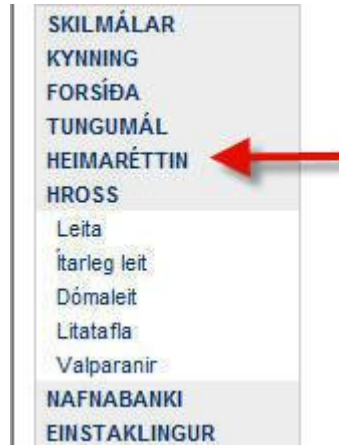 SKILMÁLAR
KYNNING
FORSÍÐA
TUNGUMÁL
HEIMARÉTTIN
HROSS
Leita
Ítarleg leit
Dómaleit
Litatafla
Valparanir
NAFNABANKI
EINSTAKLINGUR